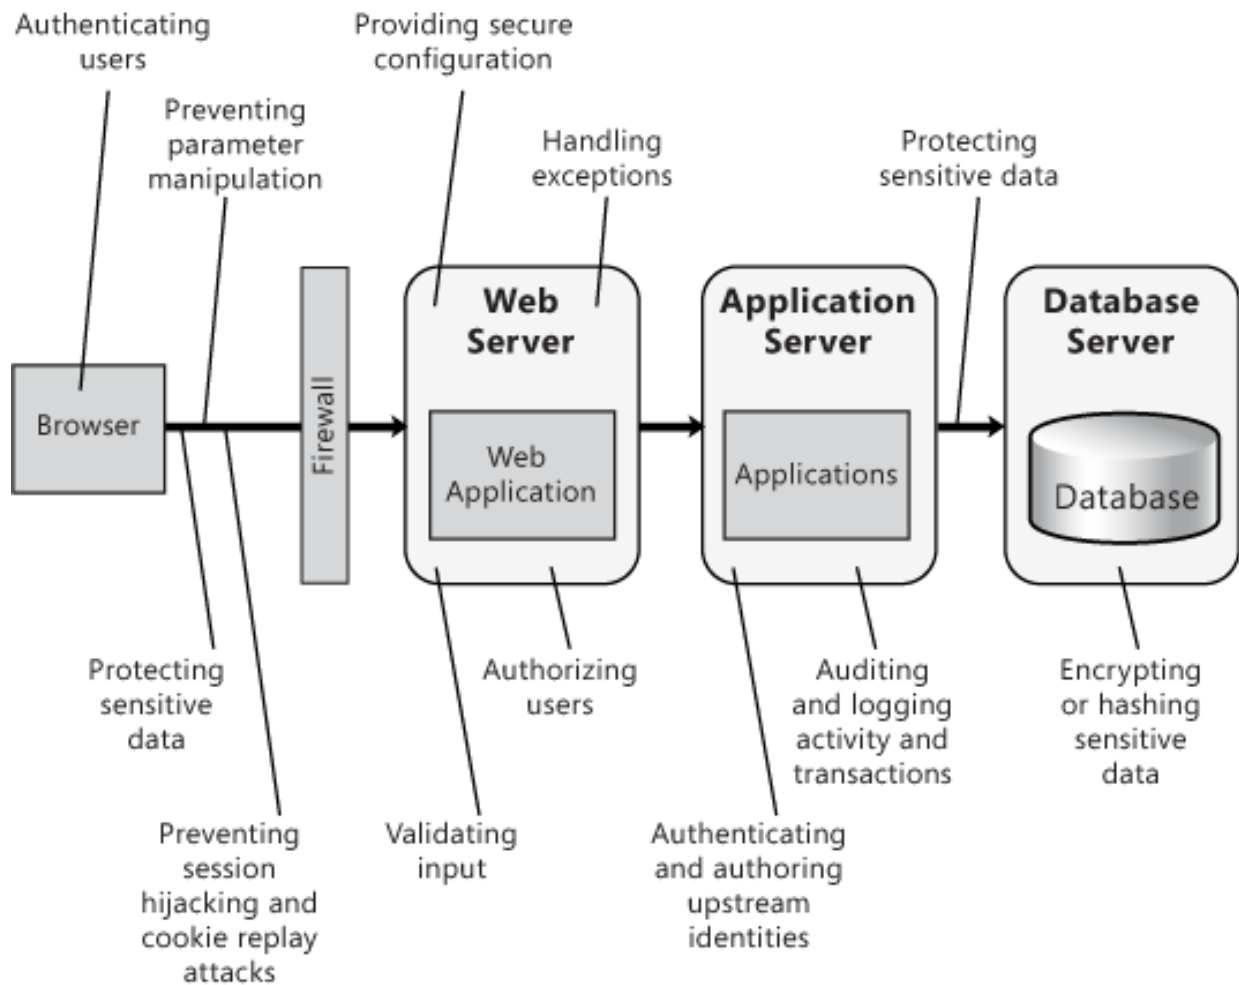 Authenticating
users
Providing secure
configuration
Preventing
parameter
manipulation
Handling
exceptions
Protecting
sensitive data
Browser
Firewall
Web
Server
Web
Application
Application
Server
Applications
Database
Server
Database
Protecting
sensitive
data
Authorizing
users
Auditing
and logging
activity and
transactions
Encrypting
or hashing
sensitive
data
Preventing
session
hijacking and
cookie replay
attacks
Validating
input
Authenticating
and authoring
upstream
identities